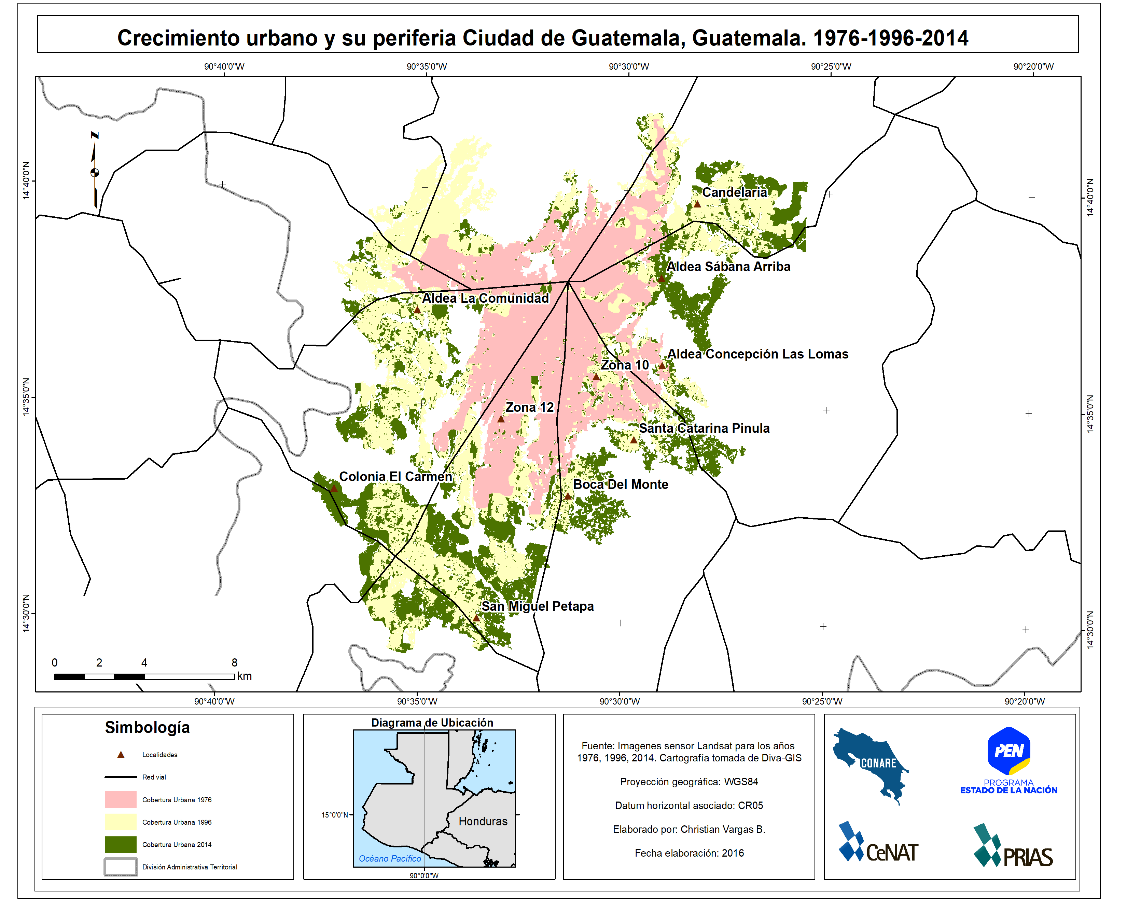 Crecimiento urbano y su periferia Ciudad de Guatemala, Guatemala. 1976-1996-2014
90°40'0"W 90°35'0"W 90°30'0"W 90°25'0"W 90°20'0"W
14°40'0"N
14°40'0"N
N
Candelaria
Aldea Sábana Arriba
Aldea La Comunidad
Aldea Concepción Las Lomas
Zona 10
14°35'0"N
14°35'0"N
Zona 12
Santa Catarina Pinula
Colonia El Carmen
Boca Del Monte
14°30'0"N
14°30'0"N
San Miguel Petapa
0 2 4 8
km
90°40'0"W 90°35'0"W 90°30'0"W 90°25'0"W 90°20'0"W
Simbología
Localidades
Red vial
Cobertura Urbana 1976
Cobertura Urbana 1996
Cobertura Urbana 2014
División Administrativa Territorial
Diagrama de Ubicación
15°0'0"N
Honduras
Océano Pacífico
90°0'0"W
Fuente: Imagenes sensor Landsat para los años
1976, 1996, 2014. Cartografía tomada de Diva-GIS
Proyección geográfica: WGS84
Datum horizontal asociado: CR05
Elaborado por: Christian Vargas B.
Fecha elaboración: 2016
CONARE
PEN
PROGRAMA
ESTADO DE LA NACIÓN
CeNAT
PRIAS